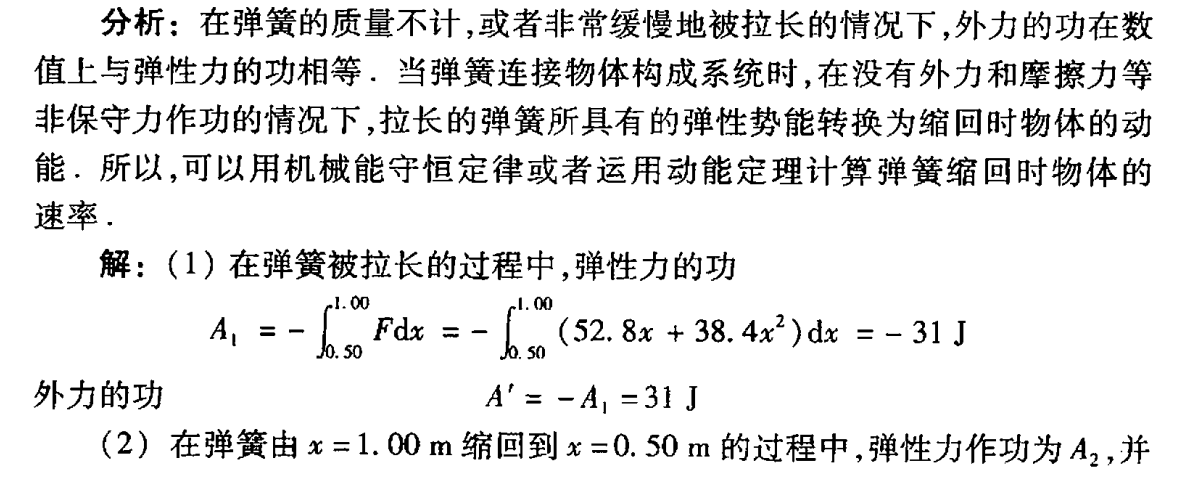 分析：在弹簧的质量不计,或者非常缓慢地被拉长的情况下,外力的功在数
值上与弹性力的功相等．当弹簧连接物体构成系统时,在没有外力和摩擦力等
非保守力作功的情况下,拉长的弹簧所具有的弹性势能转换为缩回时物体的动
能．所以,可以用机械能守恒定律或者运用动能定理计算弹簧缩回时物体的
速率．
解：(1) 在弹簧被拉长的过程中,弹性力的功
A₁ = - ∫_{0.50}^{1.00} Fdx = - ∫_{0.50}^{1.00} (52.8x + 38.4x²)dx = - 31 J
外力的功 A′ = -A₁ =31 J
(2) 在弹簧由 x =1.00 m 缩回到 x =0.50 m 的过程中,弹性力作功为 A₂,并